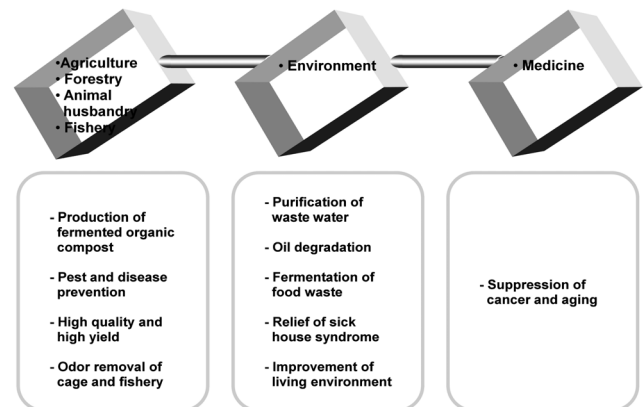 •Agriculture
• Forestry
• Animal
husbandry
• Fishery
• Environment
• Medicine
- Production of
fermented organic
compost
- Pest and disease
prevention
- High quality and
high yield
- Odor removal of
cage and fishery
- Purification of
waste water
- Oil degradation
- Fermentation of
food waste
- Relief of sick
house syndrome
- Improvement of
living environment
- Suppression of
cancer and aging